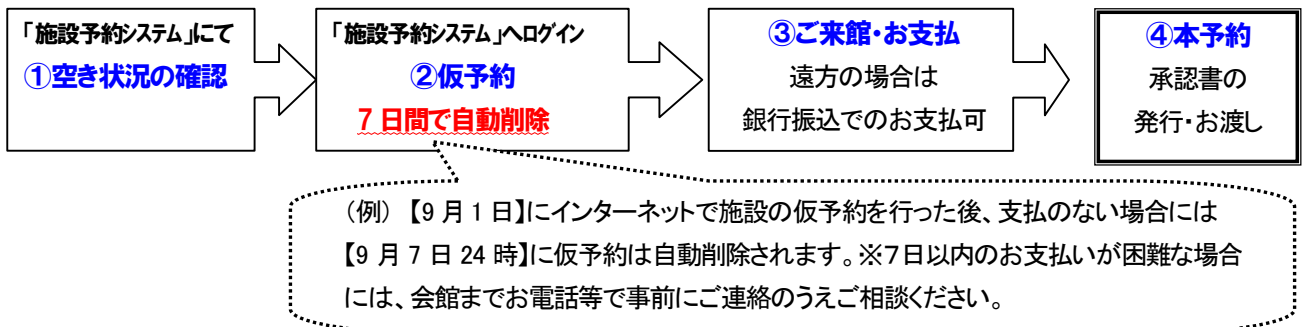 「施設予約システム」にて
①空き状況の確認
「施設予約システム」へログイン
②仮予約
7日間で自動削除
③ご来館・お支払
遠方の場合は
銀行振込でのお支払可
④本予約
承認書の
発行・お渡し
(例)【9月1日】にインターネットで施設の仮予約を行った後、支払のない場合には
【9月7日24時】に仮予約は自動削除されます。※7日以内のお支払いが困難な場合
には、会館までお電話等で事前にご連絡のうえご相談ください。